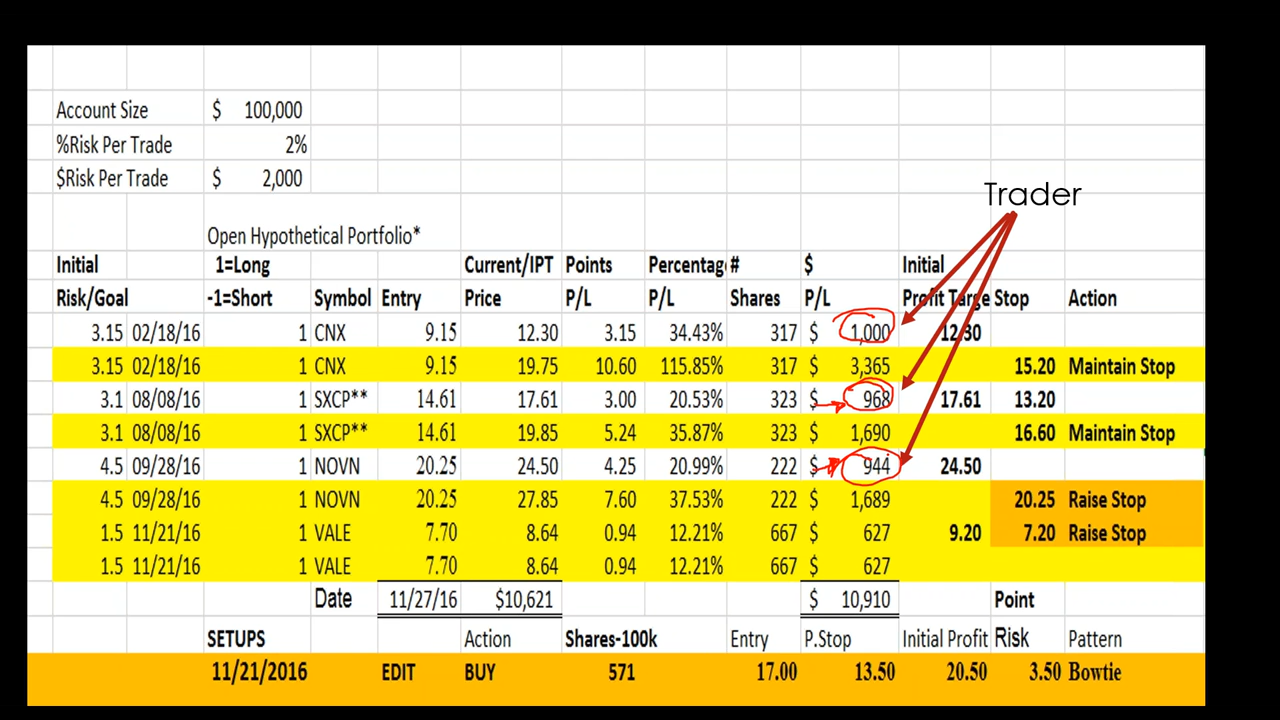 Account Size $ 100,000
%Risk Per Trade 2%
$Risk Per Trade $ 2,000
Trader
Open Hypothetical Portfolio*
Initial 1=Long Current/IPT Points Percentag # $ Initial
Risk/Goal -1=Short Symbol Entry Price P/L P/L Shares P/L Profit Targe Stop Action
3.15 02/18/16 1 CNX 9.15 12.30 3.15 34.43% 317 $ 1,000 12.30
3.15 02/18/16 1 CNX 9.15 19.75 10.60 115.85% 317 $ 3,365 15.20 Maintain Stop
3.1 08/08/16 1 SXCP** 14.61 17.61 3.00 20.53% 323 $ 968 17.61 13.20
3.1 08/08/16 1 SXCP** 14.61 19.85 5.24 35.87% 323 $ 1,690 16.60 Maintain Stop
4.5 09/28/16 1 NOVN 20.25 24.50 4.25 20.99% 222 $ 944 24.50
4.5 09/28/16 1 NOVN 20.25 27.85 7.60 37.53% 222 $ 1,689 20.25 Raise Stop
1.5 11/21/16 1 VALE 7.70 8.64 0.94 12.21% 667 $ 627 9.20 7.20 Raise Stop
1.5 11/21/16 1 VALE 7.70 8.64 0.94 12.21% 667 $ 627
Date 11/27/16 $10,621 $ 10,910 Point
SETUPS Action Shares-100k Entry P.Stop Initial Profit Risk Pattern
11/21/2016 EDIT BUY 571 17.00 13.50 20.50 3.50 Bowtie